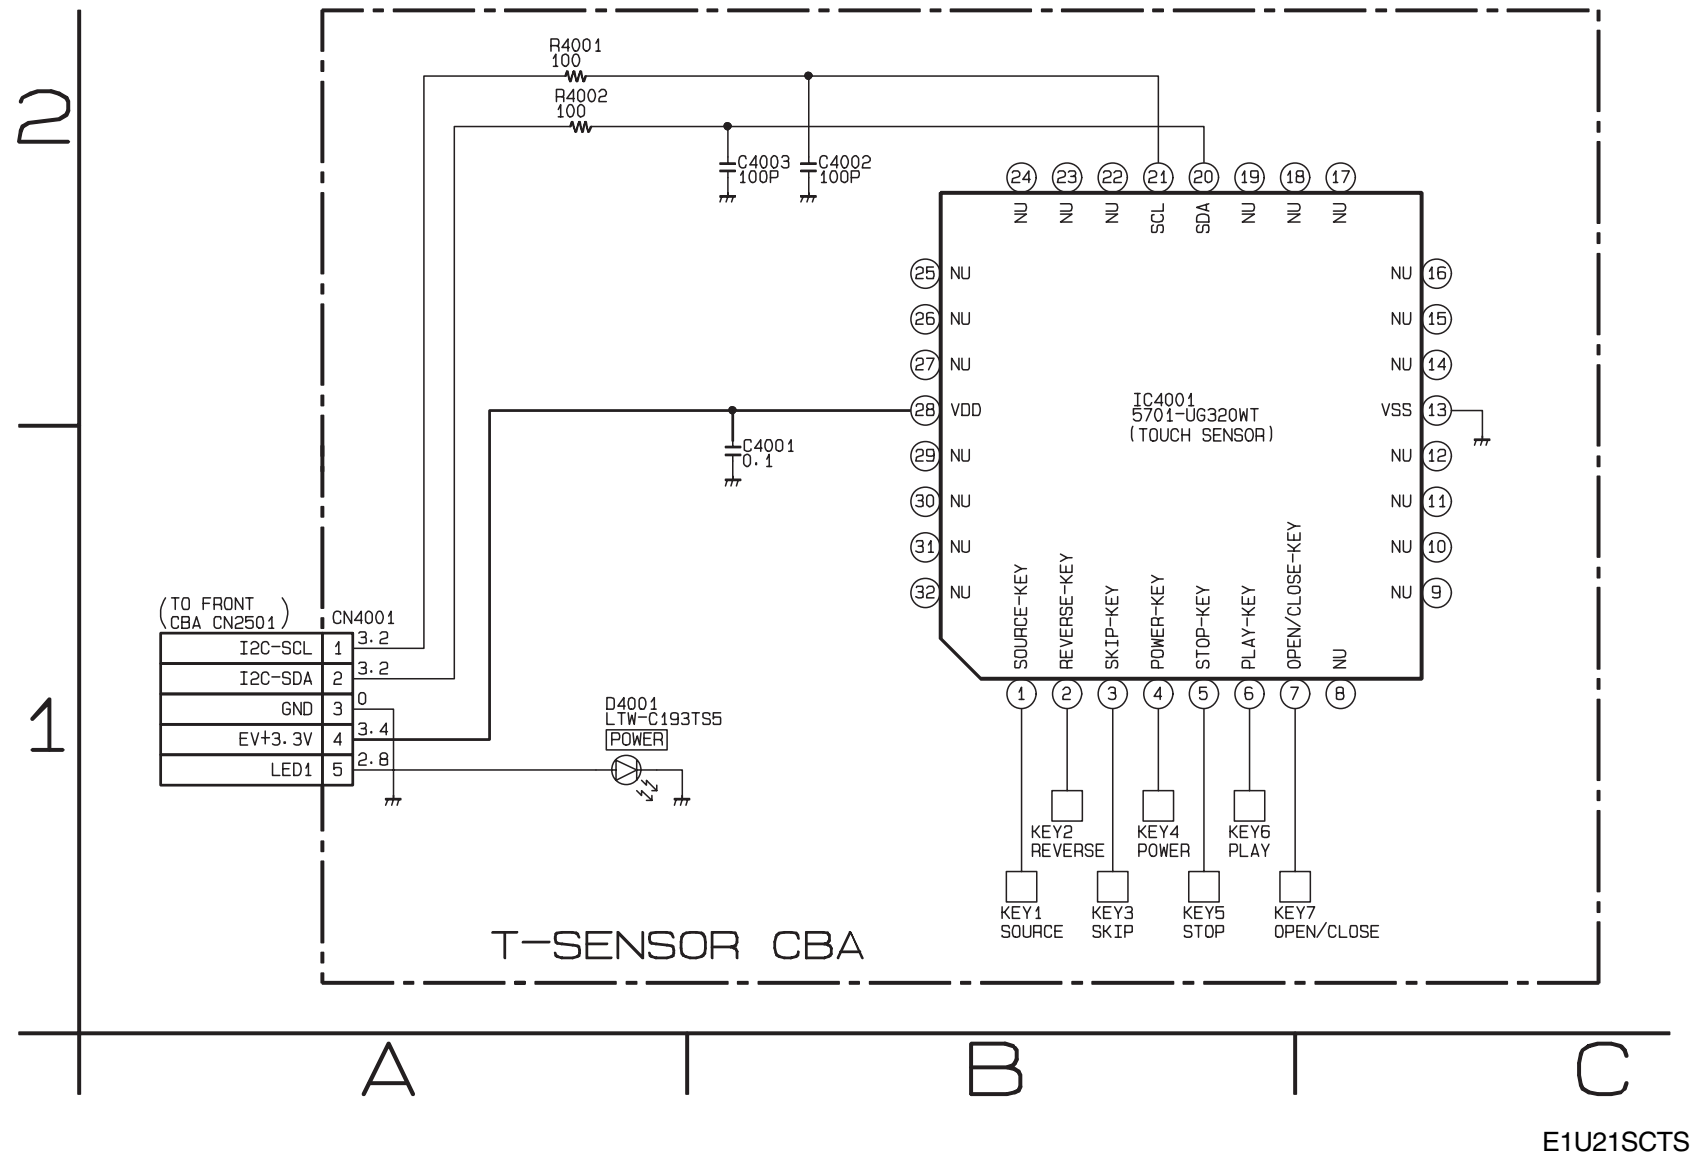 2
R4001
100
R4002
100
C4003
100P
C4002
100P
24 23 22 21 20 19 18 17
NU NU NU SCL SDA NU NU NU
25 NU
26 NU
27 NU
28 VDD
29 NU
30 NU
31 NU
32 NU
NU 16
NU 15
NU 14
VSS 13
NU 12
NU 11
NU 10
NU 9
IC4001
5701-UG320WT
(TOUCH SENSOR)
C4001
0.1
SOURCE-KEY
REVERSE-KEY
SKIP-KEY
POWER-KEY
STOP-KEY
PLAY-KEY
OPEN/CLOSE-KEY
NU
1 2 3 4 5 6 7 8
(TO FRONT
CBA CN2501)
CN4001
I2C-SCL 1 3.2
I2C-SDA 2 3.2
GND 3 0
EV+3.3V 4 3.4
LED1 5 2.8
1
D4001
LTW-C193TS5
POWER
KEY2
REVERSE
KEY4
POWER
KEY6
PLAY
KEY1
SOURCE
KEY3
SKIP
KEY5
STOP
KEY7
OPEN/CLOSE
T-SENSOR CBA
A B C
E1U21SCTS